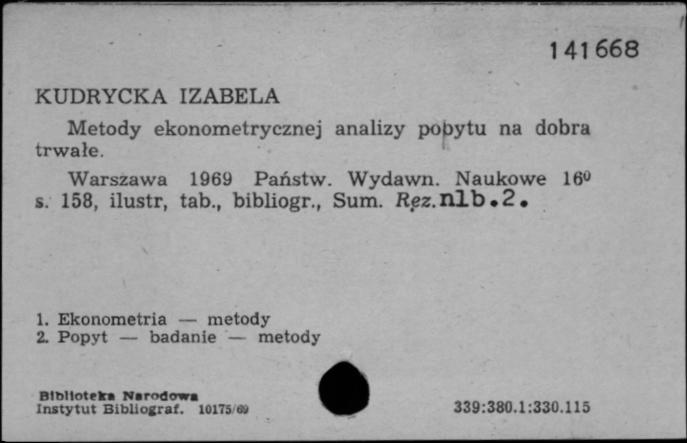 141668
KUDRYCKA IZABELA
Metody ekonometrycznej analizy popytu na dobra
trwałe.
Warszawa 1969 Państw. Wydawn. Naukowe 16⁰
s. 158, ilustr, tab., bibliogr., Sum. Rez. nlb.2.
1. Ekonometria — metody
2. Popyt — badanie — metody
Biblioteka Narodowa
Instytut Bibliograf. 10175/69
339:380.1:330.115